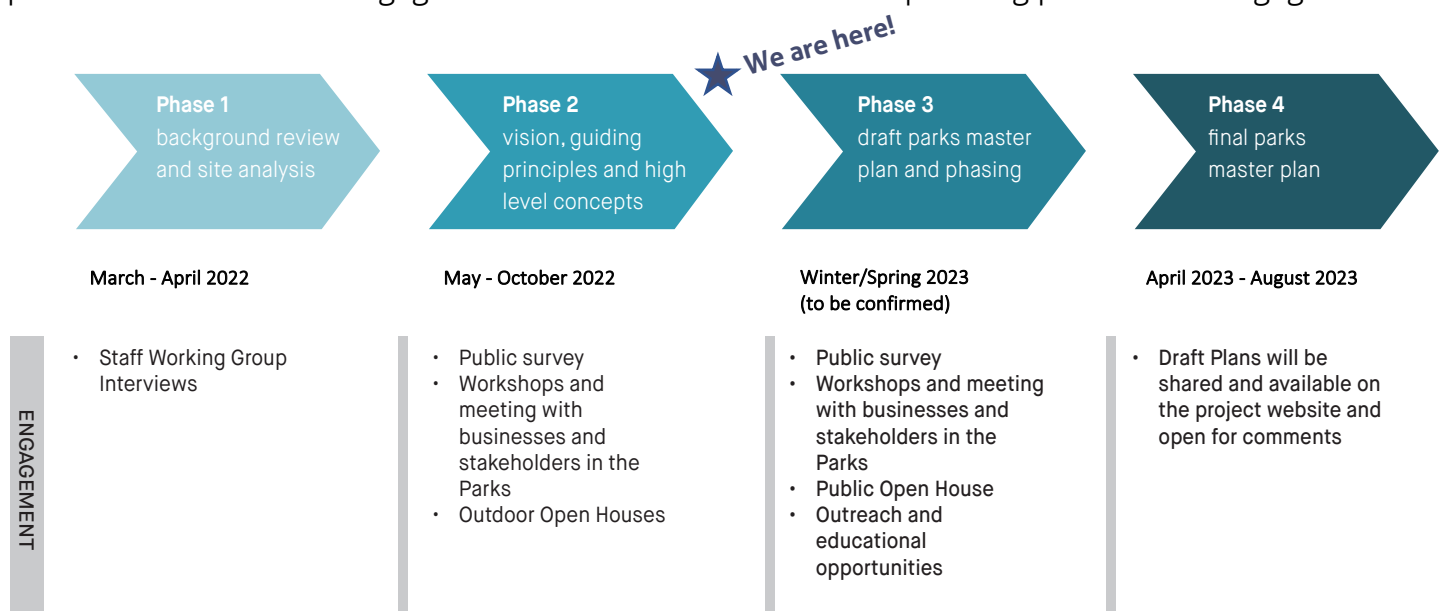 We are here!
Phase 1
background review
and site analysis
Phase 2
vision, guiding
principles and high
level concepts
Phase 3
draft parks master
plan and phasing
Phase 4
final parks
master plan
March - April 2022
May - October 2022
Winter/Spring 2023
(to be confirmed)
April 2023 - August 2023
ENGAGEMENT
• Staff Working Group
Interviews
• Public survey
• Workshops and
meeting with
businesses and
stakeholders in the
Parks
• Outdoor Open Houses
• Public survey
• Workshops and meeting
with businesses and
stakeholders in the
Parks
• Public Open House
• Outreach and
educational
opportunities
• Draft Plans will be
shared and available on
the project website and
open for comments